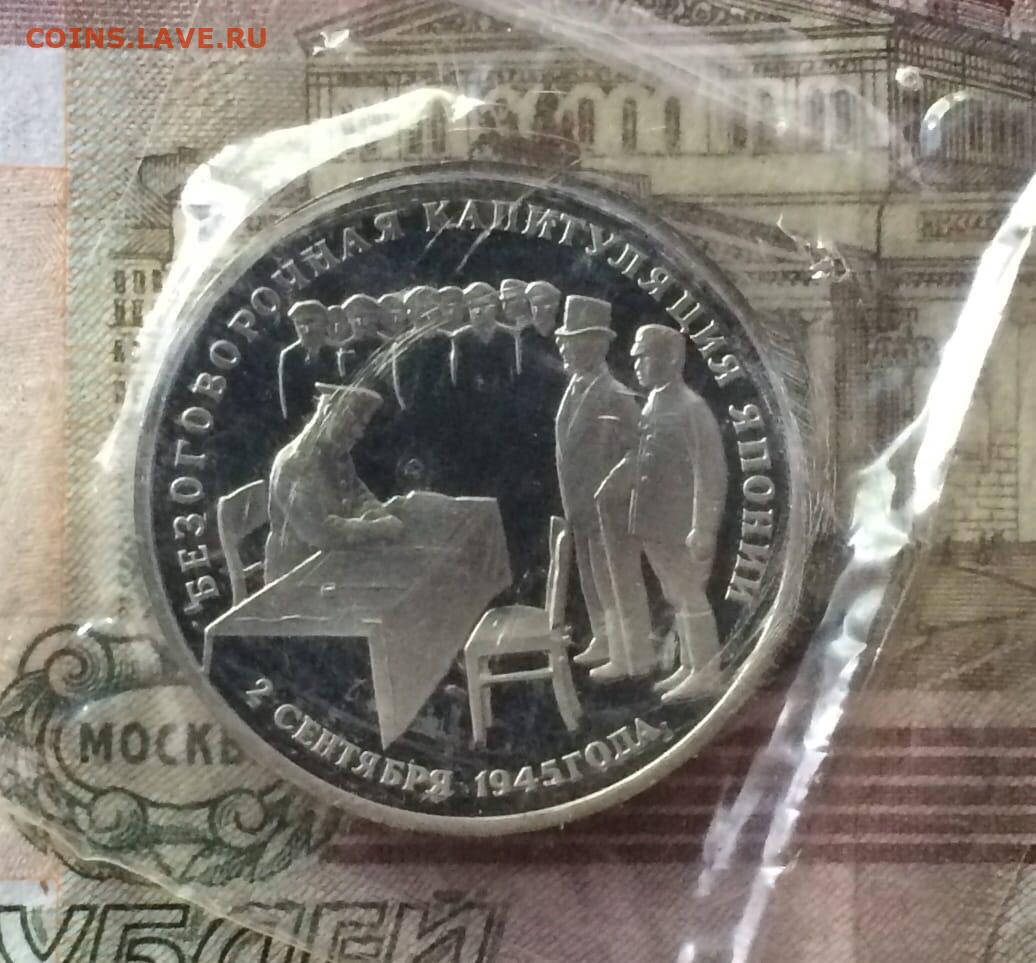 COINS.LAVE.RU
БЕЗОГОВОРОЧНАЯ КАПИТУЛЯЦИЯ ЯПОНИИ
2 СЕНТЯБРЯ 1945 ГОДА
МОСКВ
УБЛЕЙ